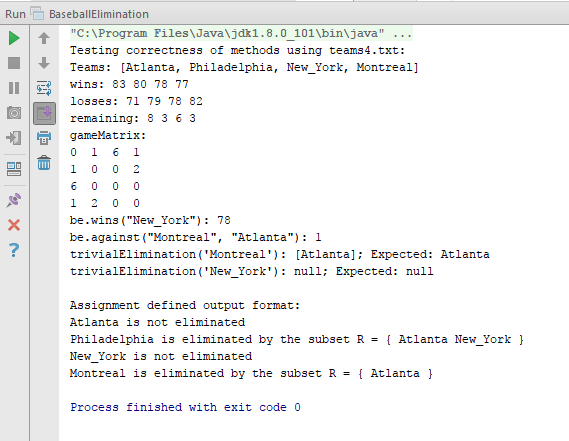 Run BaseballElimination
"C:\Program Files\Java\jdk1.8.0_101\bin\java" ...
Testing correctness of methods using teams4.txt:
Teams: [Atlanta, Philadelphia, New_York, Montreal]
wins: 83 80 78 77
losses: 71 79 78 82
remaining: 8 3 6 3
gameMatrix:
0 1 6 1
1 0 0 2
6 0 0 0
1 2 0 0
be.wins("New_York"): 78
be.against("Montreal", "Atlanta"): 1
trivialElimination('Montreal'): [Atlanta]; Expected: Atlanta
trivialElimination('New_York'): null; Expected: null
Assignment defined output format:
Atlanta is not eliminated
Philadelphia is eliminated by the subset R = { Atlanta New_York }
New_York is not eliminated
Montreal is eliminated by the subset R = { Atlanta }
Process finished with exit code 0